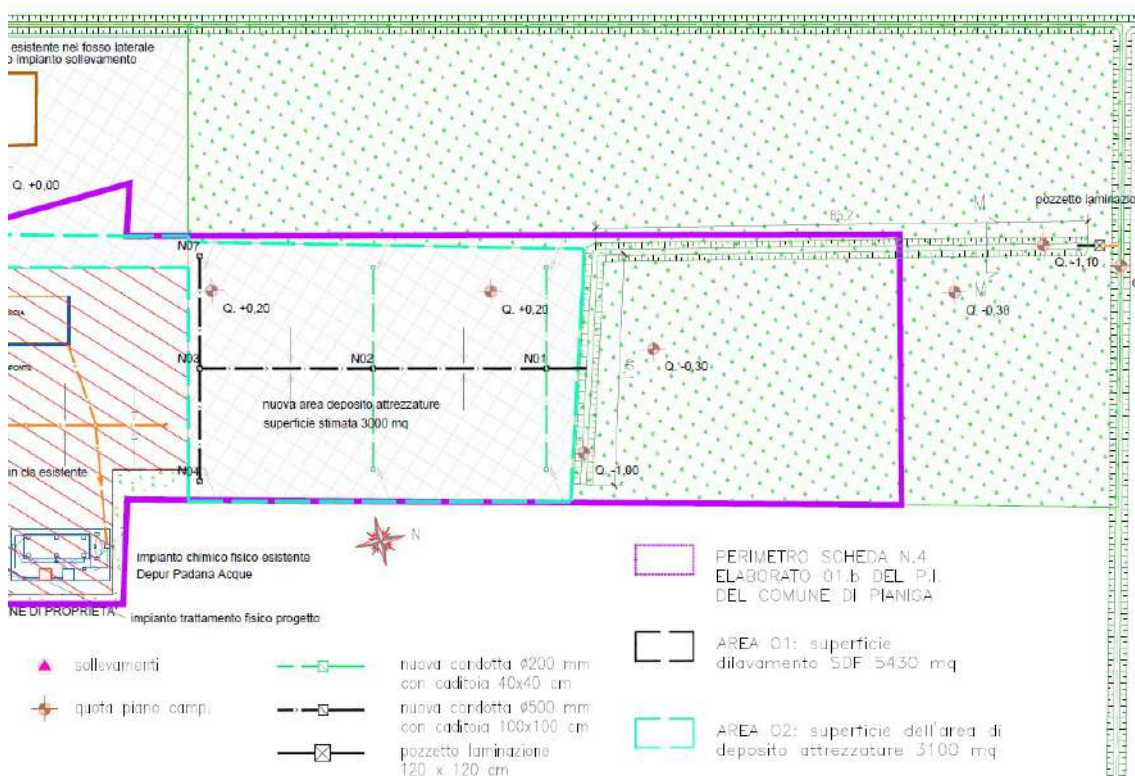 esistente nel fosso laterale
o impianto sollevamento
Q. +0,00
pozzetto laminazio
85,2
M
N07
Q. -1,10
Q. +0,20
Q. +0,20
M
Q. -0,38
N03
N02
N01
Q. -0,30
nuova area deposito attrezzature
superficie stimata 3000 mq
in cls esistente
N04
Q. -1,00
N
impianto chimico fisico esistente
Depur Padana Acque
NE DI PROPRIETA'
impianto trattamento fisico progetto
PERIMETRO SCHEDA N.4
ELABORATO 01.b DEL P.I.
DEL COMUNE DI PIANIGA
AREA 01: superficie
dilavamento SDF 5430 mq
AREA 02: superficie dell'area di
deposito attrezzature 3100 mq
sollevamenti
quota piano camp.
nuova condotta ø200 mm
con caditoia 40x40 cm
nuova condotta ø500 mm
con caditoia 100x100 cm
pozzetto laminazione
120 x 120 cm